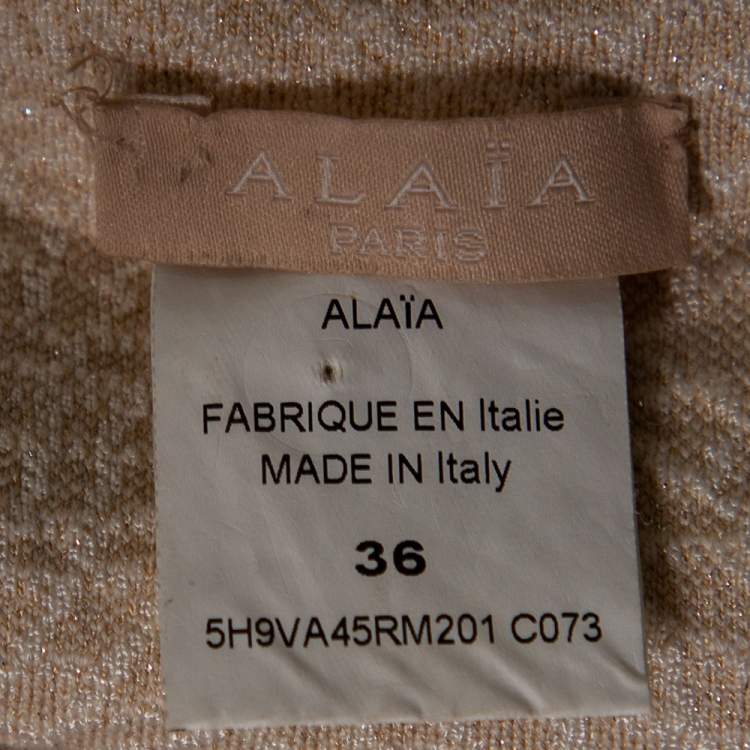 ALAÏA
PARIS
ALAÏA
FABRIQUE EN Italie
MADE IN Italy
36
5H9VA45RM201 C073